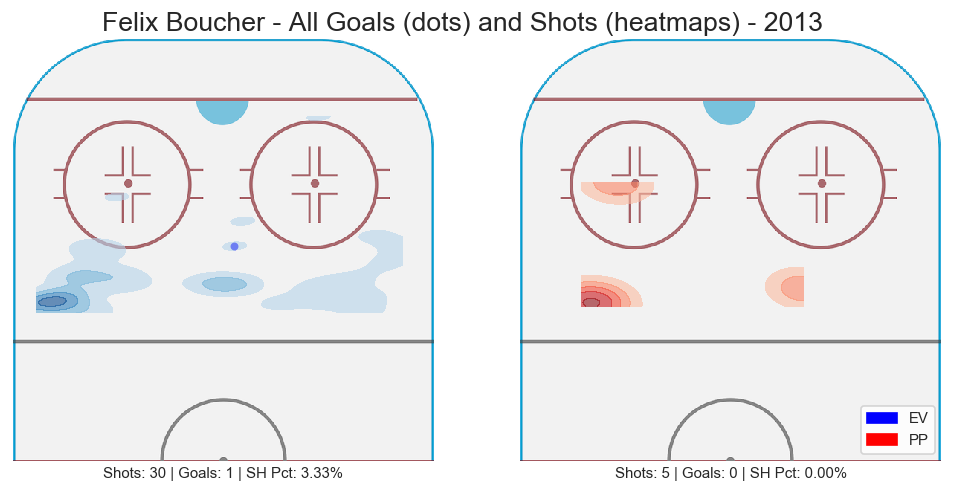 Felix Boucher - All Goals (dots) and Shots (heatmaps) - 2013
EV
PP
Shots: 30 | Goals: 1 | SH Pct: 3.33%
Shots: 5 | Goals: 0 | SH Pct: 0.00%